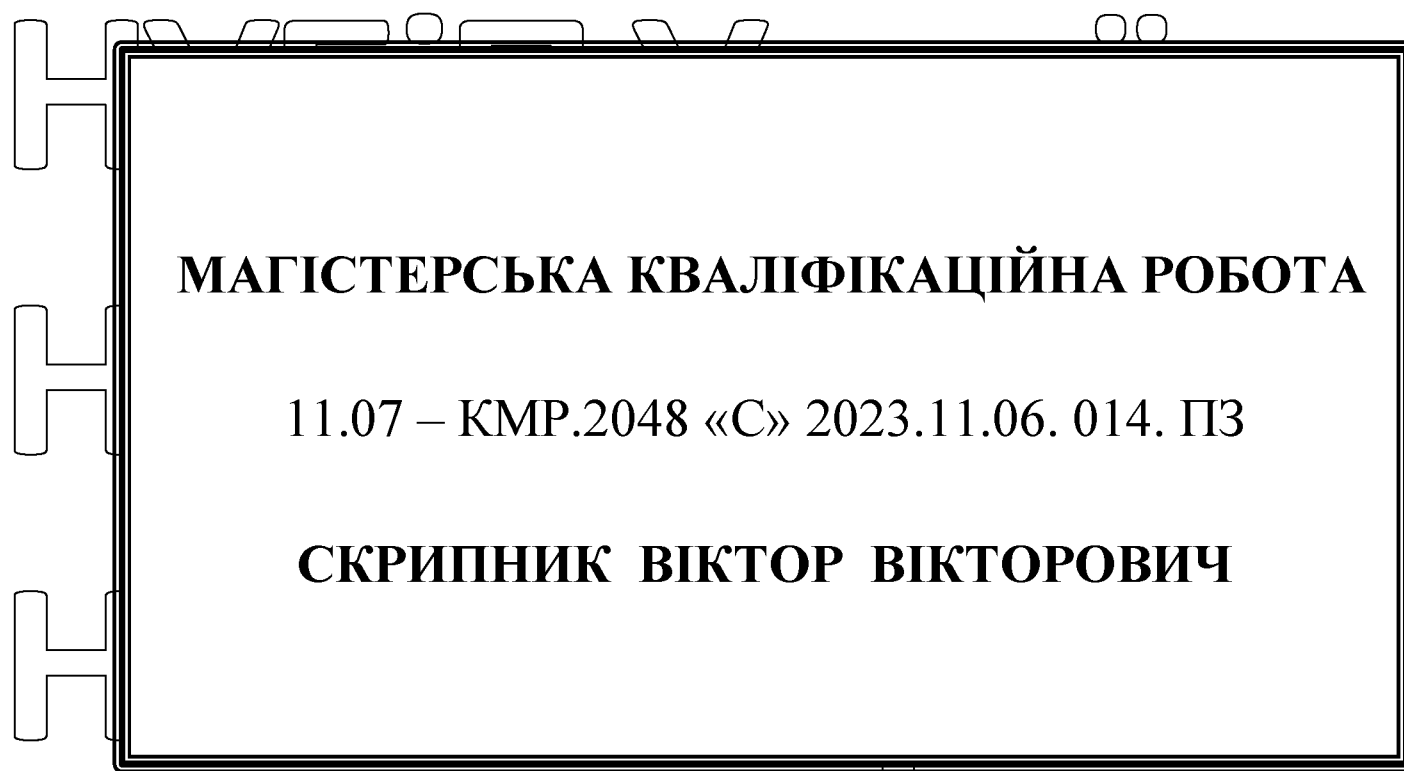 МАГІСТЕРСЬКА КВАЛІФІКАЦІЙНА РОБОТА
11.07 – КМР.2048 «С» 2023.11.06. 014. ПЗ
СКРИПНИК ВІКТОР ВІКТОРОВИЧ